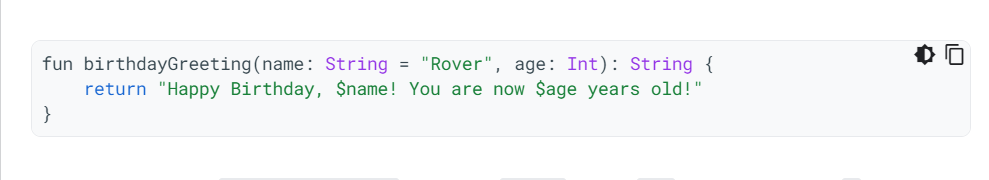 fun birthdayGreeting(name: String = "Rover", age: Int): String {
    return "Happy Birthday, $name! You are now $age years old!"
}